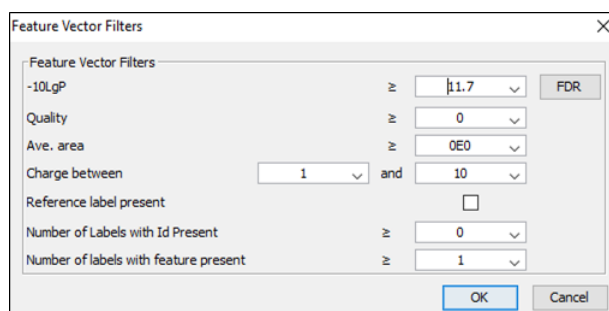 Feature Vector Filters
Feature Vector Filters
-10LgP ≥ 11.7 FDR
Quality ≥ 0
Ave. area ≥ 0E0
Charge between 1 and 10
Reference label present
Number of Labels with Id Present ≥ 0
Number of labels with feature present ≥ 1
OK Cancel